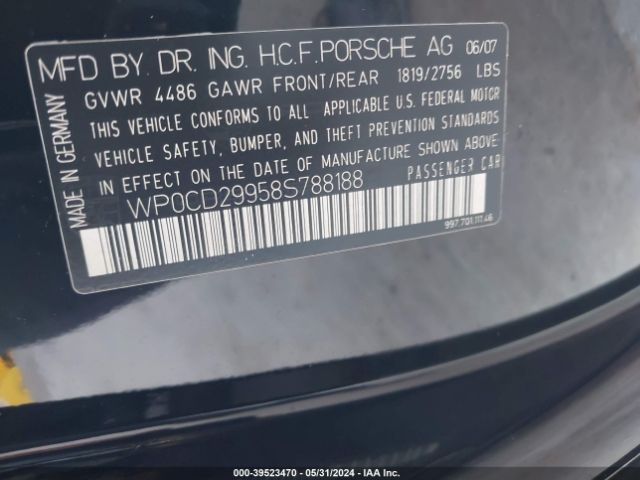 MFD BY DR. ING. H.C.F. PORSCHE AG 06/07
GVWR 4486 GAWR FRONT/REAR 1819/2756 LBS
THIS VEHICLE CONFORMS TO ALL APPLICABLE U.S. FEDERAL MOTOR
VEHICLE SAFETY, BUMPER, AND THEFT PREVENTION STANDARDS
IN EFFECT ON THE DATE OF MANUFACTURE SHOWN ABOVE
WP0CD29958S788188 PASSENGER CAR
997.701.111.46
MADE IN GERMANY
000-39523470 - 05/31/2024 - IAA Inc.